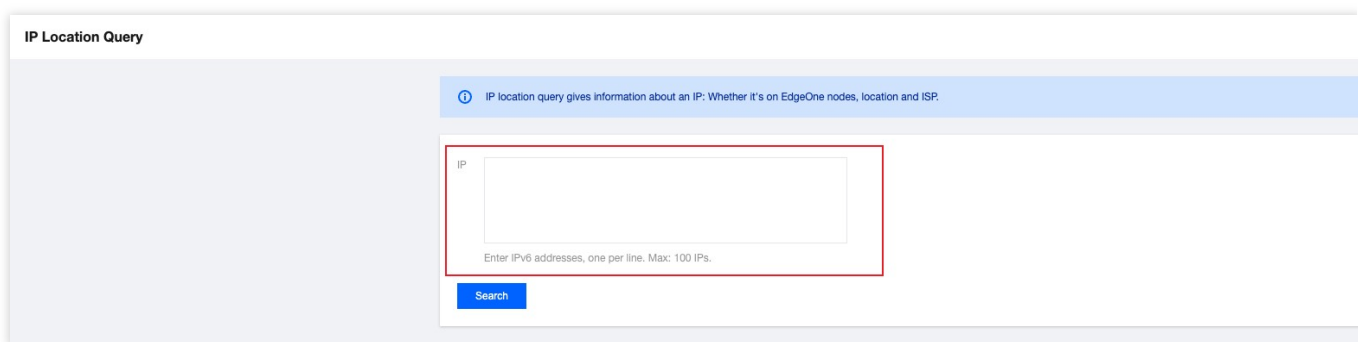 IP Location Query
IP location query gives information about an IP: Whether it's on EdgeOne nodes, location and ISP.
IP
Enter IPv6 addresses, one per line. Max: 100 IPs.
Search